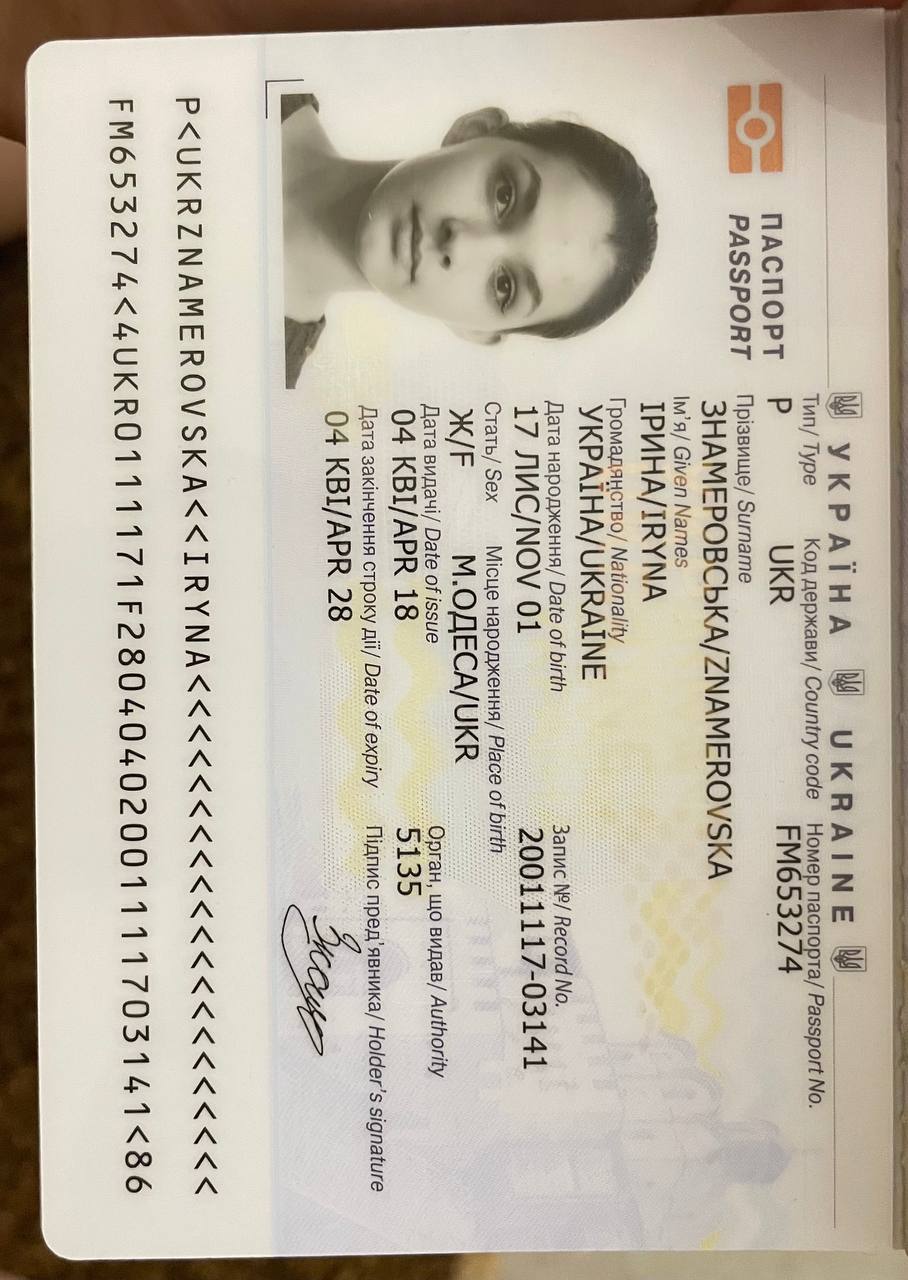 УКРАЇНА UKRAINE
ПАСПОРТ
PASSPORT
Тип/ Type Код держави/ Country code Номер паспорта/ Passport No.
P UKR FM653274
Прізвище/ Surname
ЗНАМЕРОВСЬКА/ZNAMEROVSKA
Ім'я/ Given Names
ІРИНА/IRYNA
Громадянство/ Nationality
УКРАЇНА/UKRAINE
Дата народження/ Date of birth Запис №/ Record No.
17 ЛИС/NOV 01 20011117-03141
Стать/ Sex Місце народження/ Place of birth
Ж/F М.ОДЕСА/UKR
Дата видачі/ Date of issue Орган, що видав/ Authority
04 КВІ/APR 18 5135
Дата закінчення строку дії/ Date of expiry Підпис пред'явника/ Holder's signature
04 КВІ/APR 28
P<UKRZNAMEROVSKA<<IRYNA<<<<<<<<<<<<<<<<<<<<<
FM653274<4UKR0111171F28040402001111703141<86